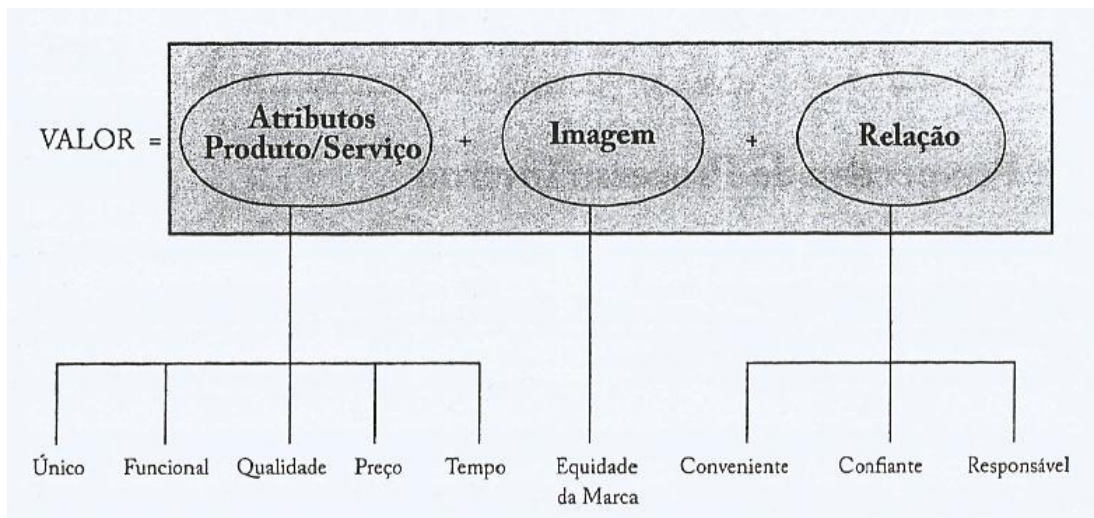 VALOR = Atributos Produto/Serviço + Imagem + Relação
Único Funcional Qualidade Preço Tempo Equidade da Marca Conveniente Confiante Responsável